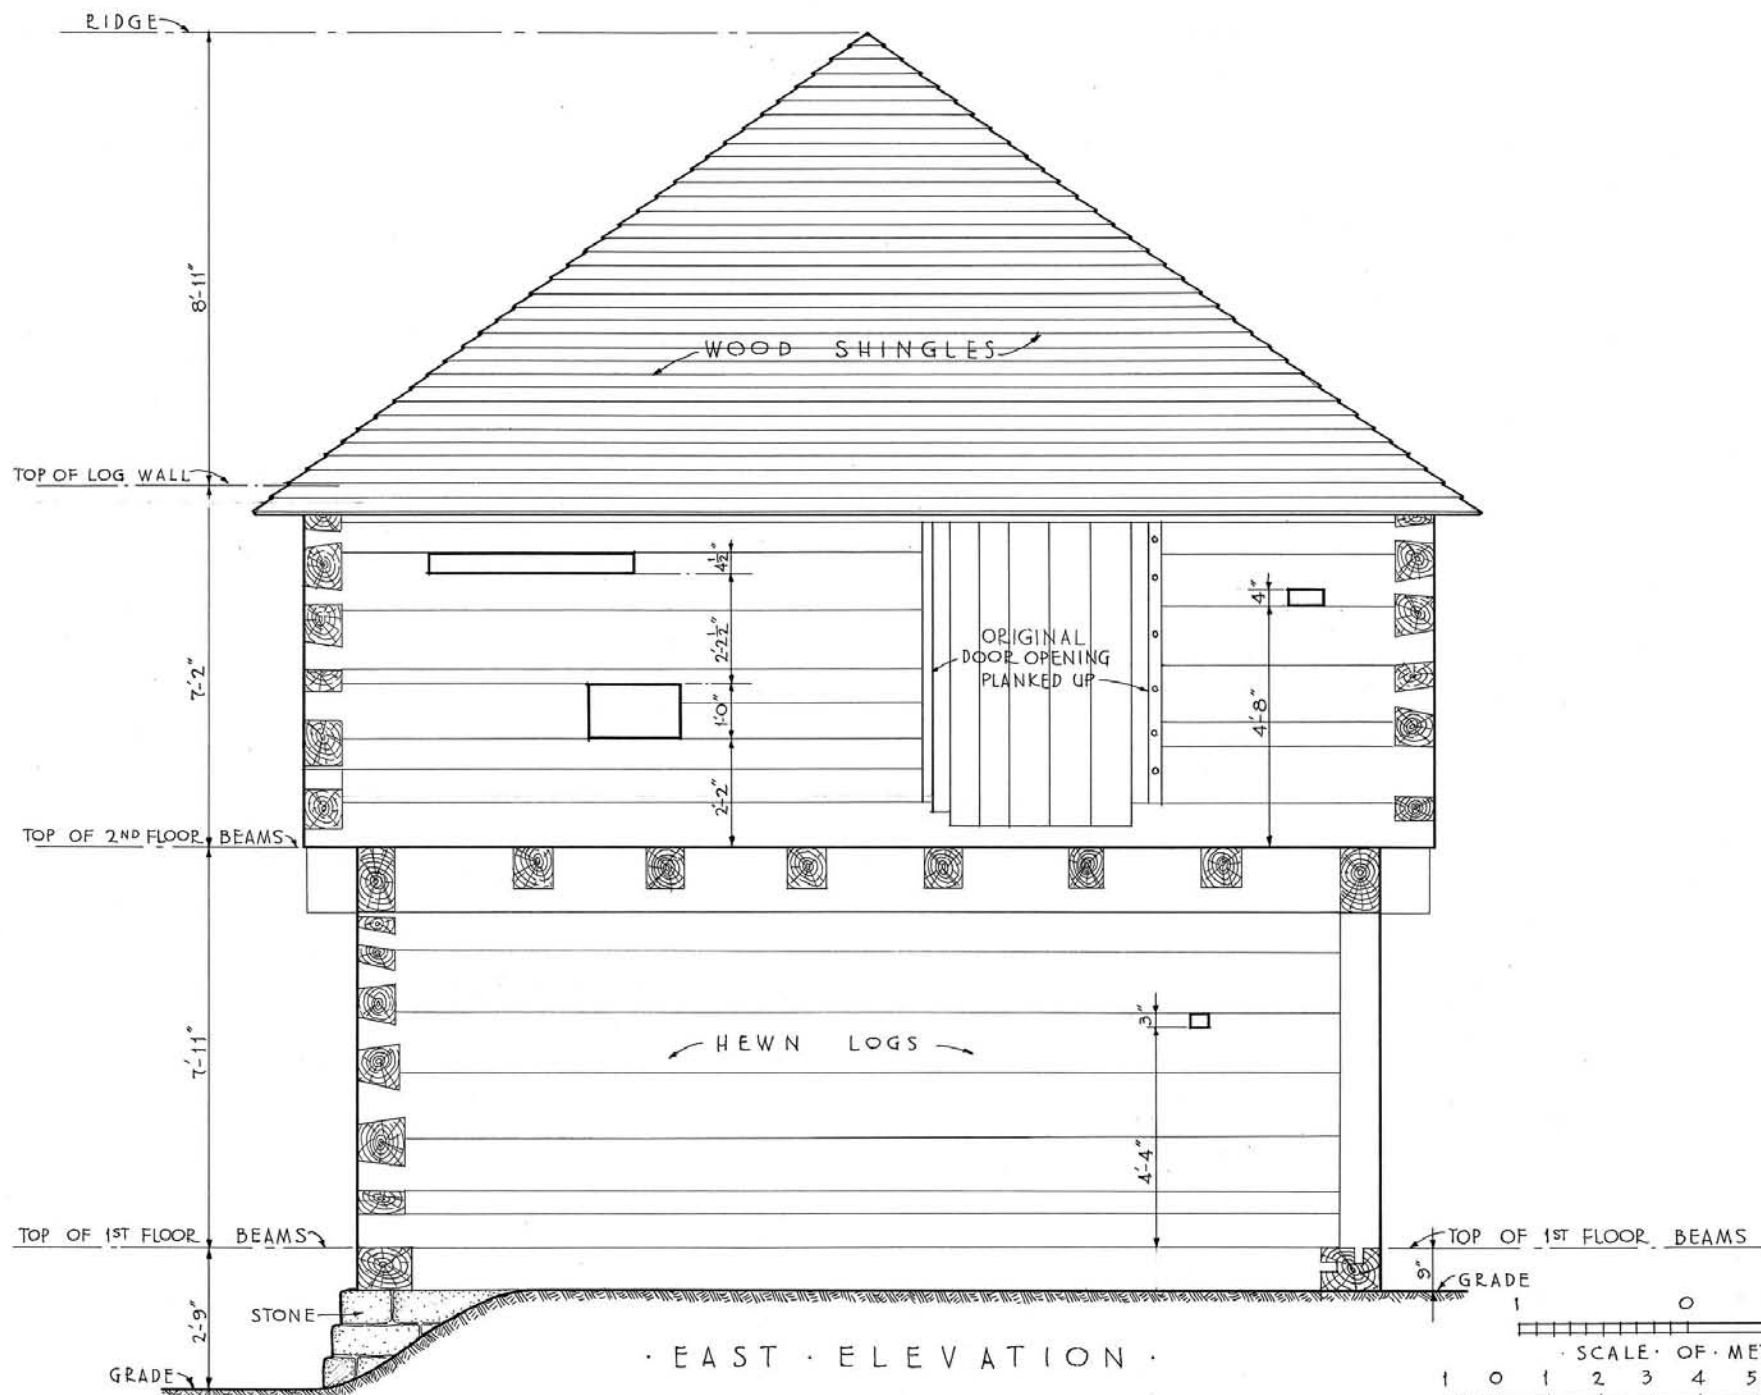 RIDGE
8'-11"
WOOD SHINGLES
TOP OF LOG WALL
4½"
4"
2'-2½"
ORIGINAL
DOOR OPENING
PLANKED UP
7'-2"
1'-0"
4'-8"
2'-2"
TOP OF 2ND FLOOR BEAMS
3"
HEWN LOGS
7'-11"
4'-4"
TOP OF 1ST FLOOR BEAMS
TOP OF 1ST FLOOR BEAMS
9"
GRADE
STONE
2'-9"
1 0
· EAST · ELEVATION ·
· SCALE · OF · ME
GRADE
1 0 1 2 3 4 5